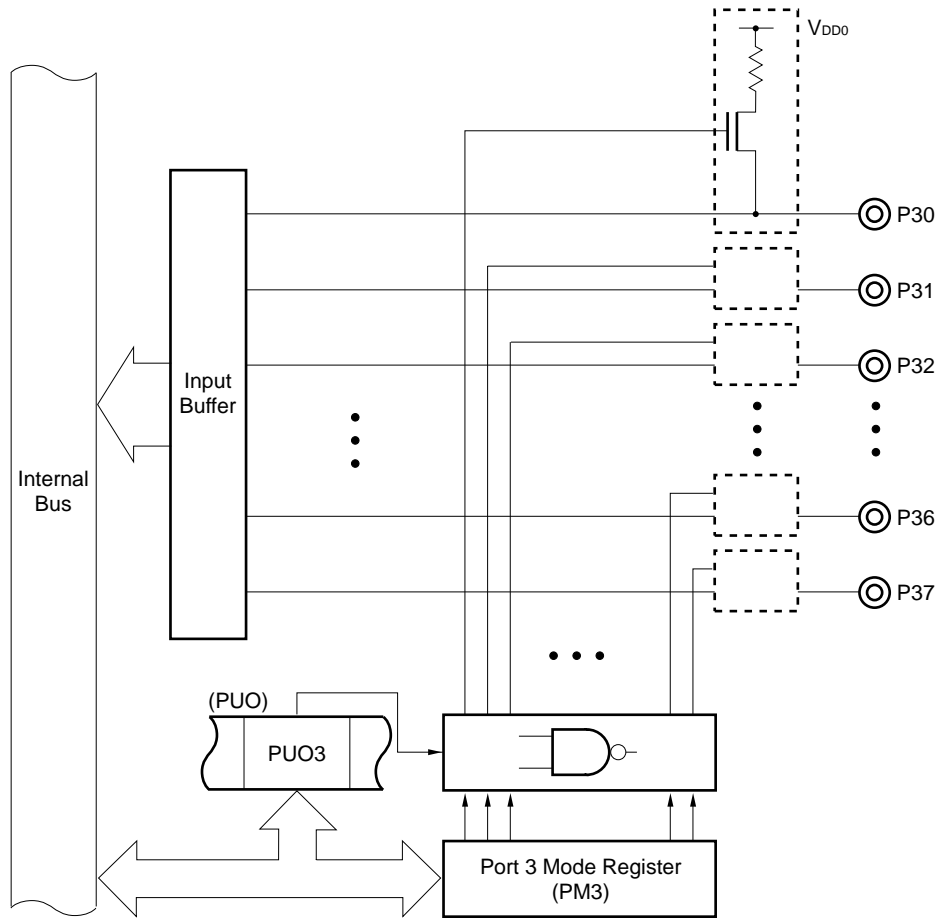 VDD0
P30
P31
P32
Input
Buffer
Internal
Bus
P36
P37
(PUO)
PUO3
Port 3 Mode Register
(PM3)